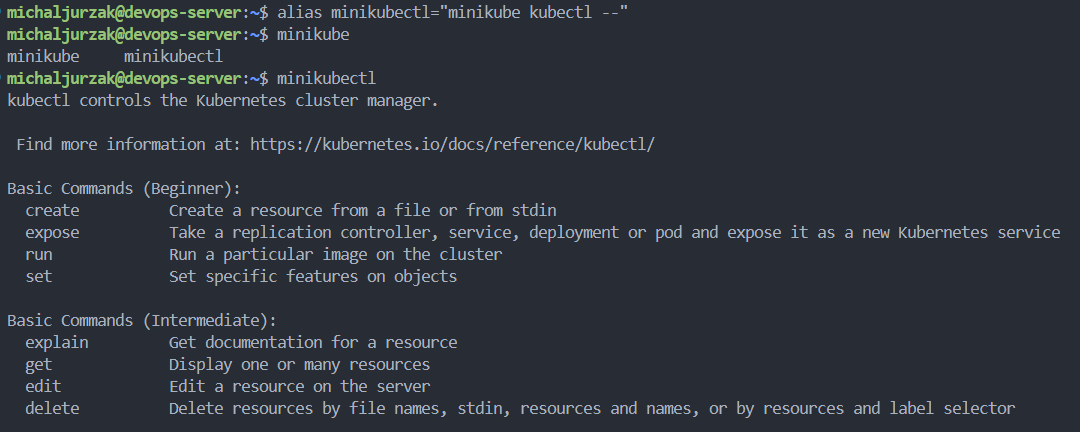 michaljurzak@devops-server:~$ alias minikubectl="minikube kubectl --"
michaljurzak@devops-server:~$ minikube
minikube     minikubectl
michaljurzak@devops-server:~$ minikubectl
kubectl controls the Kubernetes cluster manager.

 Find more information at: https://kubernetes.io/docs/reference/kubectl/

Basic Commands (Beginner):
  create          Create a resource from a file or from stdin
  expose          Take a replication controller, service, deployment or pod and expose it as a new Kubernetes service
  run             Run a particular image on the cluster
  set             Set specific features on objects

Basic Commands (Intermediate):
  explain         Get documentation for a resource
  get             Display one or many resources
  edit            Edit a resource on the server
  delete          Delete resources by file names, stdin, resources and names, or by resources and label selector